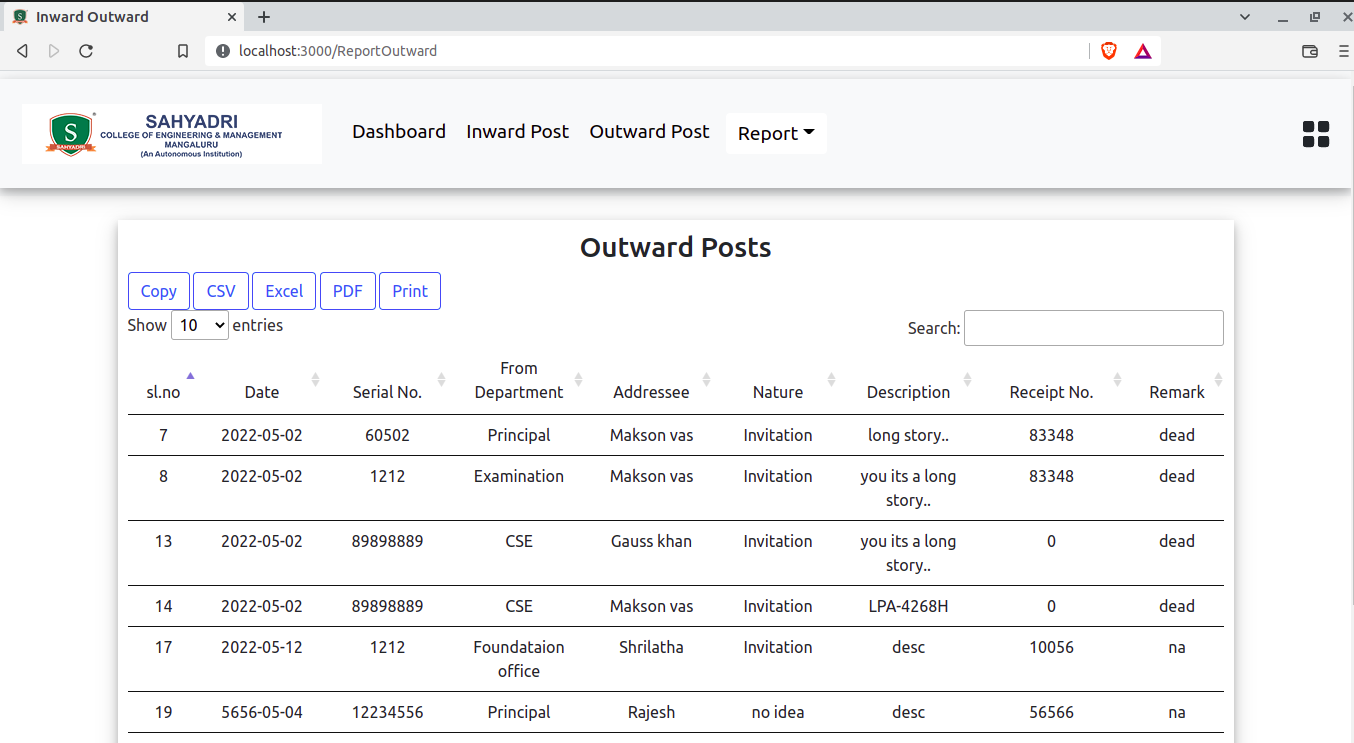 Inward Outward
localhost:3000/ReportOutward
S
SAHYADRI
SAHYADRI
COLLEGE OF ENGINEERING & MANAGEMENT
MANGALURU
(An Autonomous Institution)
Dashboard Inward Post Outward Post Report
Outward Posts
Copy CSV Excel PDF Print
Show 10 entries
Search:
sl.no Date Serial No. From Department Addressee Nature Description Receipt No. Remark
7 2022-05-02 60502 Principal Makson vas Invitation long story.. 83348 dead
8 2022-05-02 1212 Examination Makson vas Invitation you its a long story.. 83348 dead
13 2022-05-02 89898889 CSE Gauss khan Invitation you its a long story.. 0 dead
14 2022-05-02 89898889 CSE Makson vas Invitation LPA-4268H 0 dead
17 2022-05-12 1212 Foundataion office Shrilatha Invitation desc 10056 na
19 5656-05-04 12234556 Principal Rajesh no idea desc 56566 na